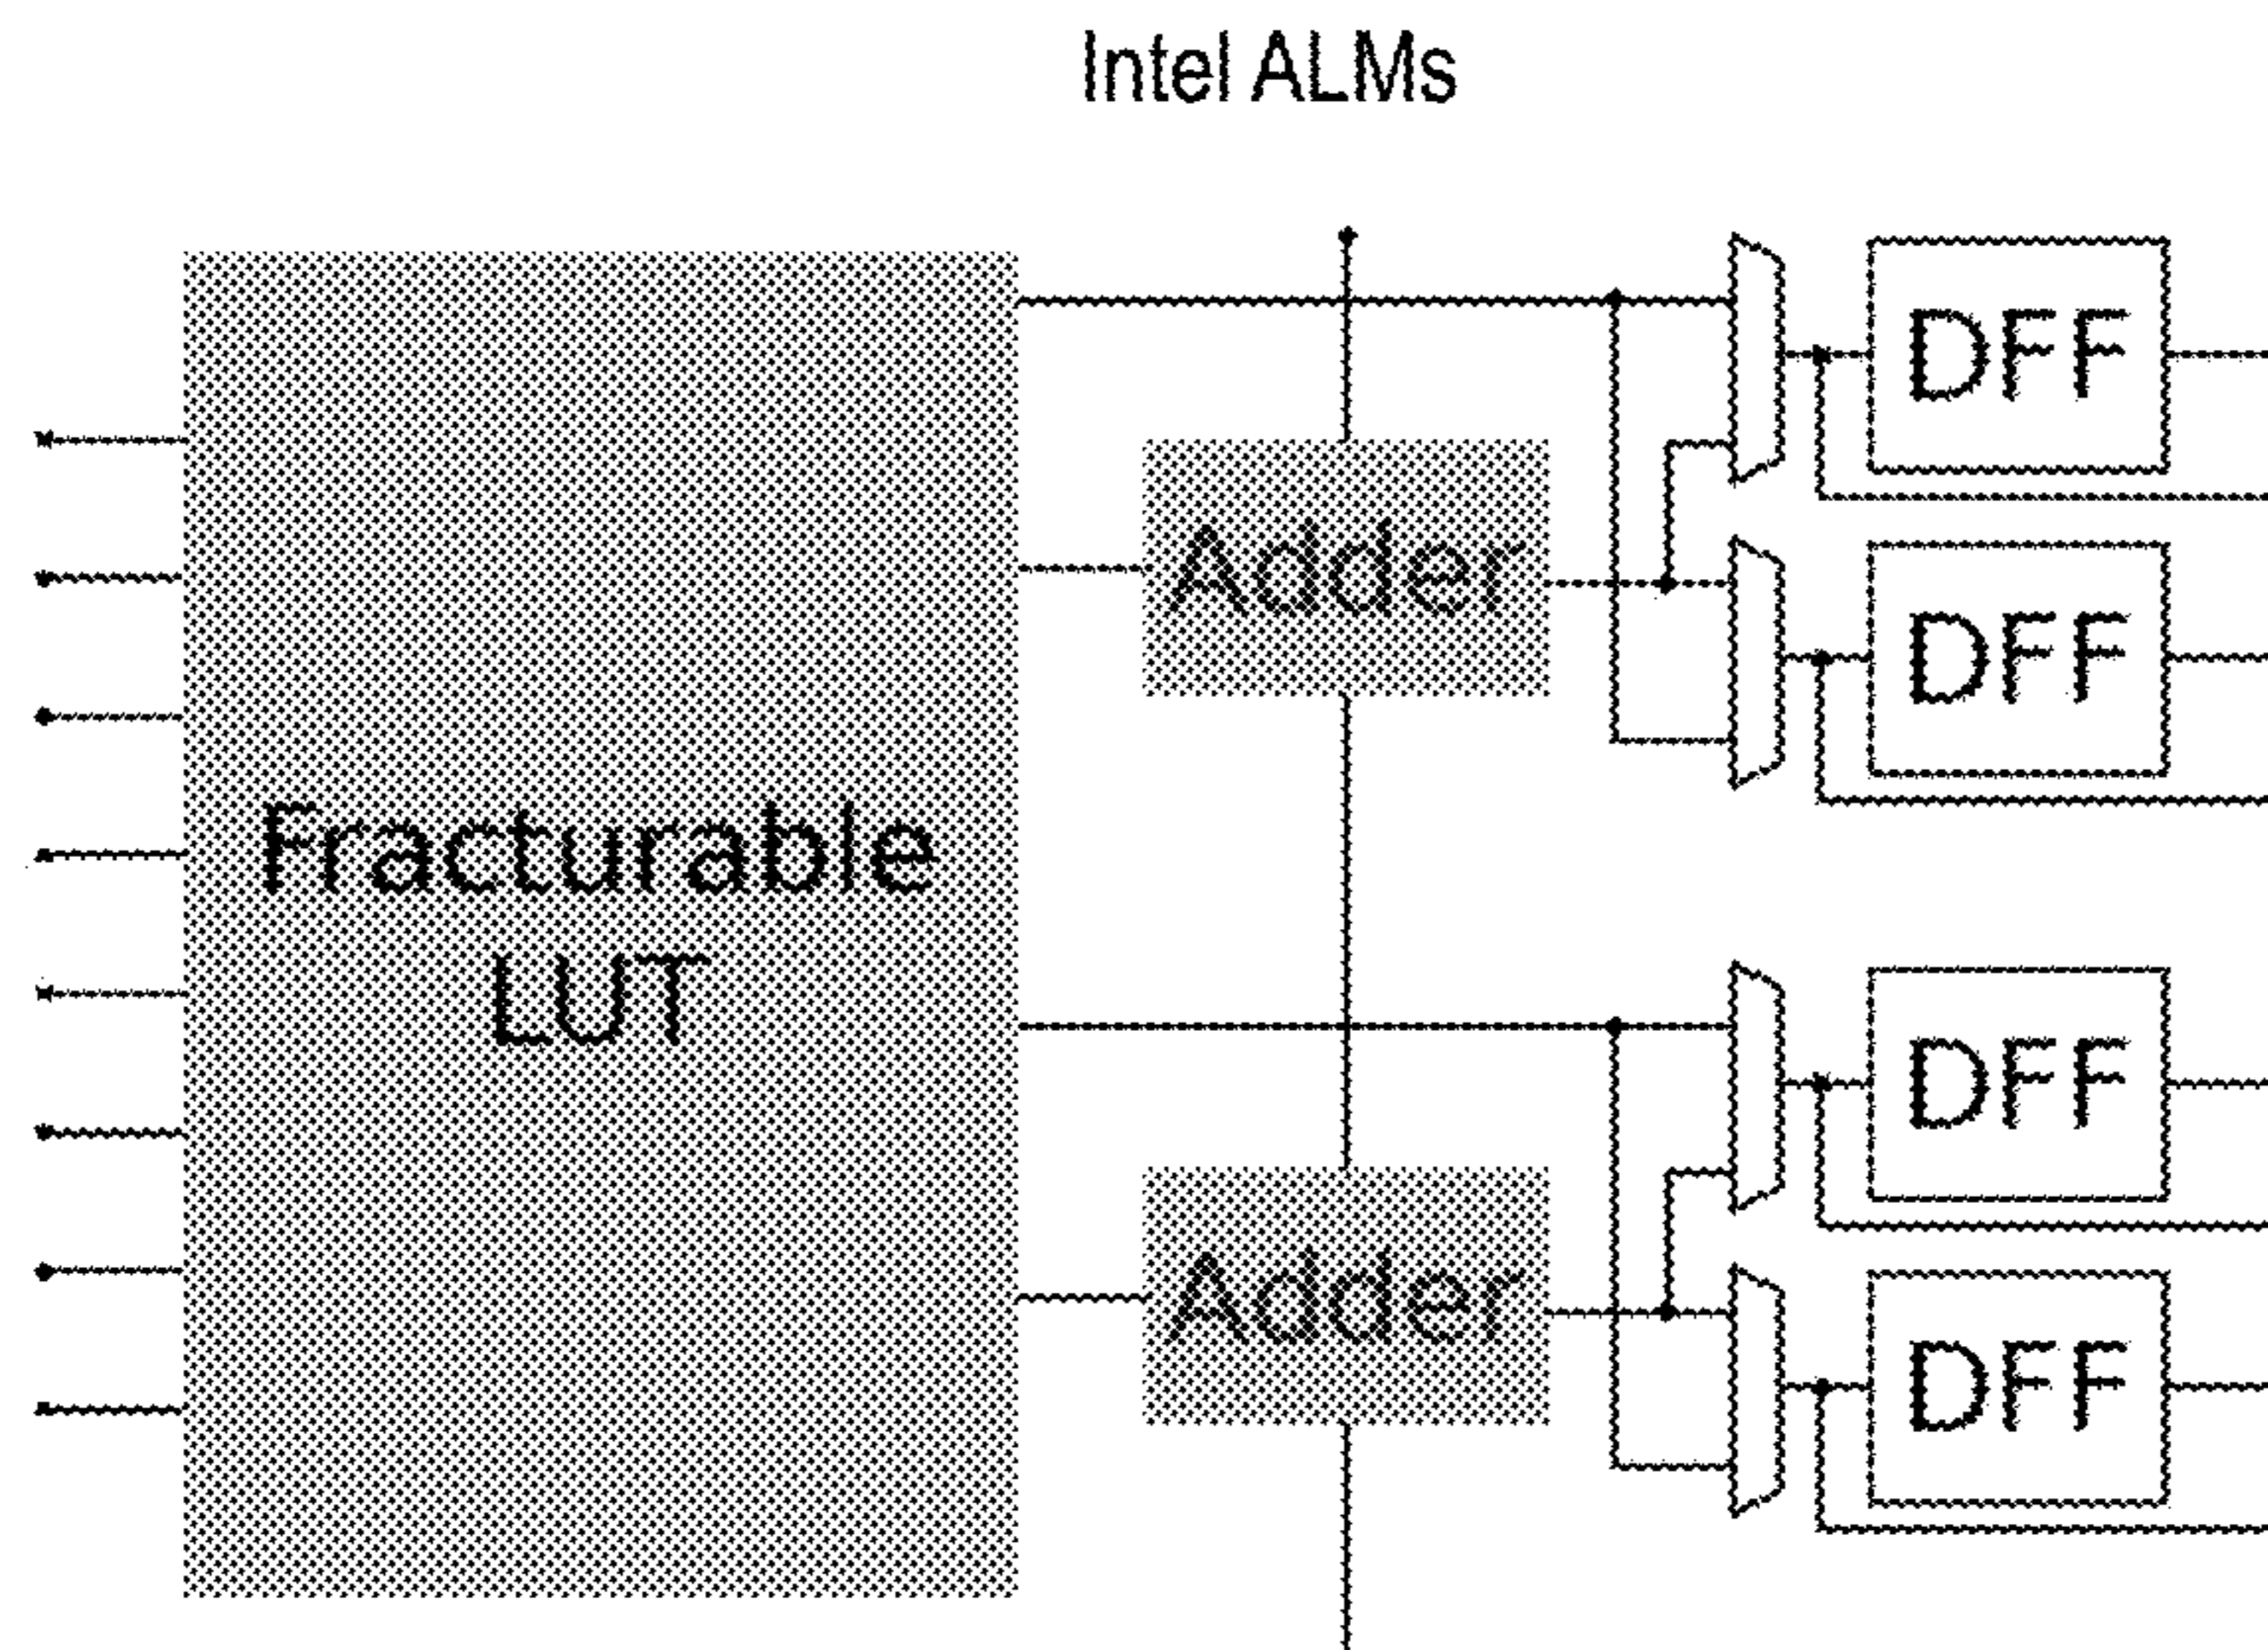 Intel ALMs
Fracturable
LUT
Adder
Adder
DFF
DFF
DFF
DFF